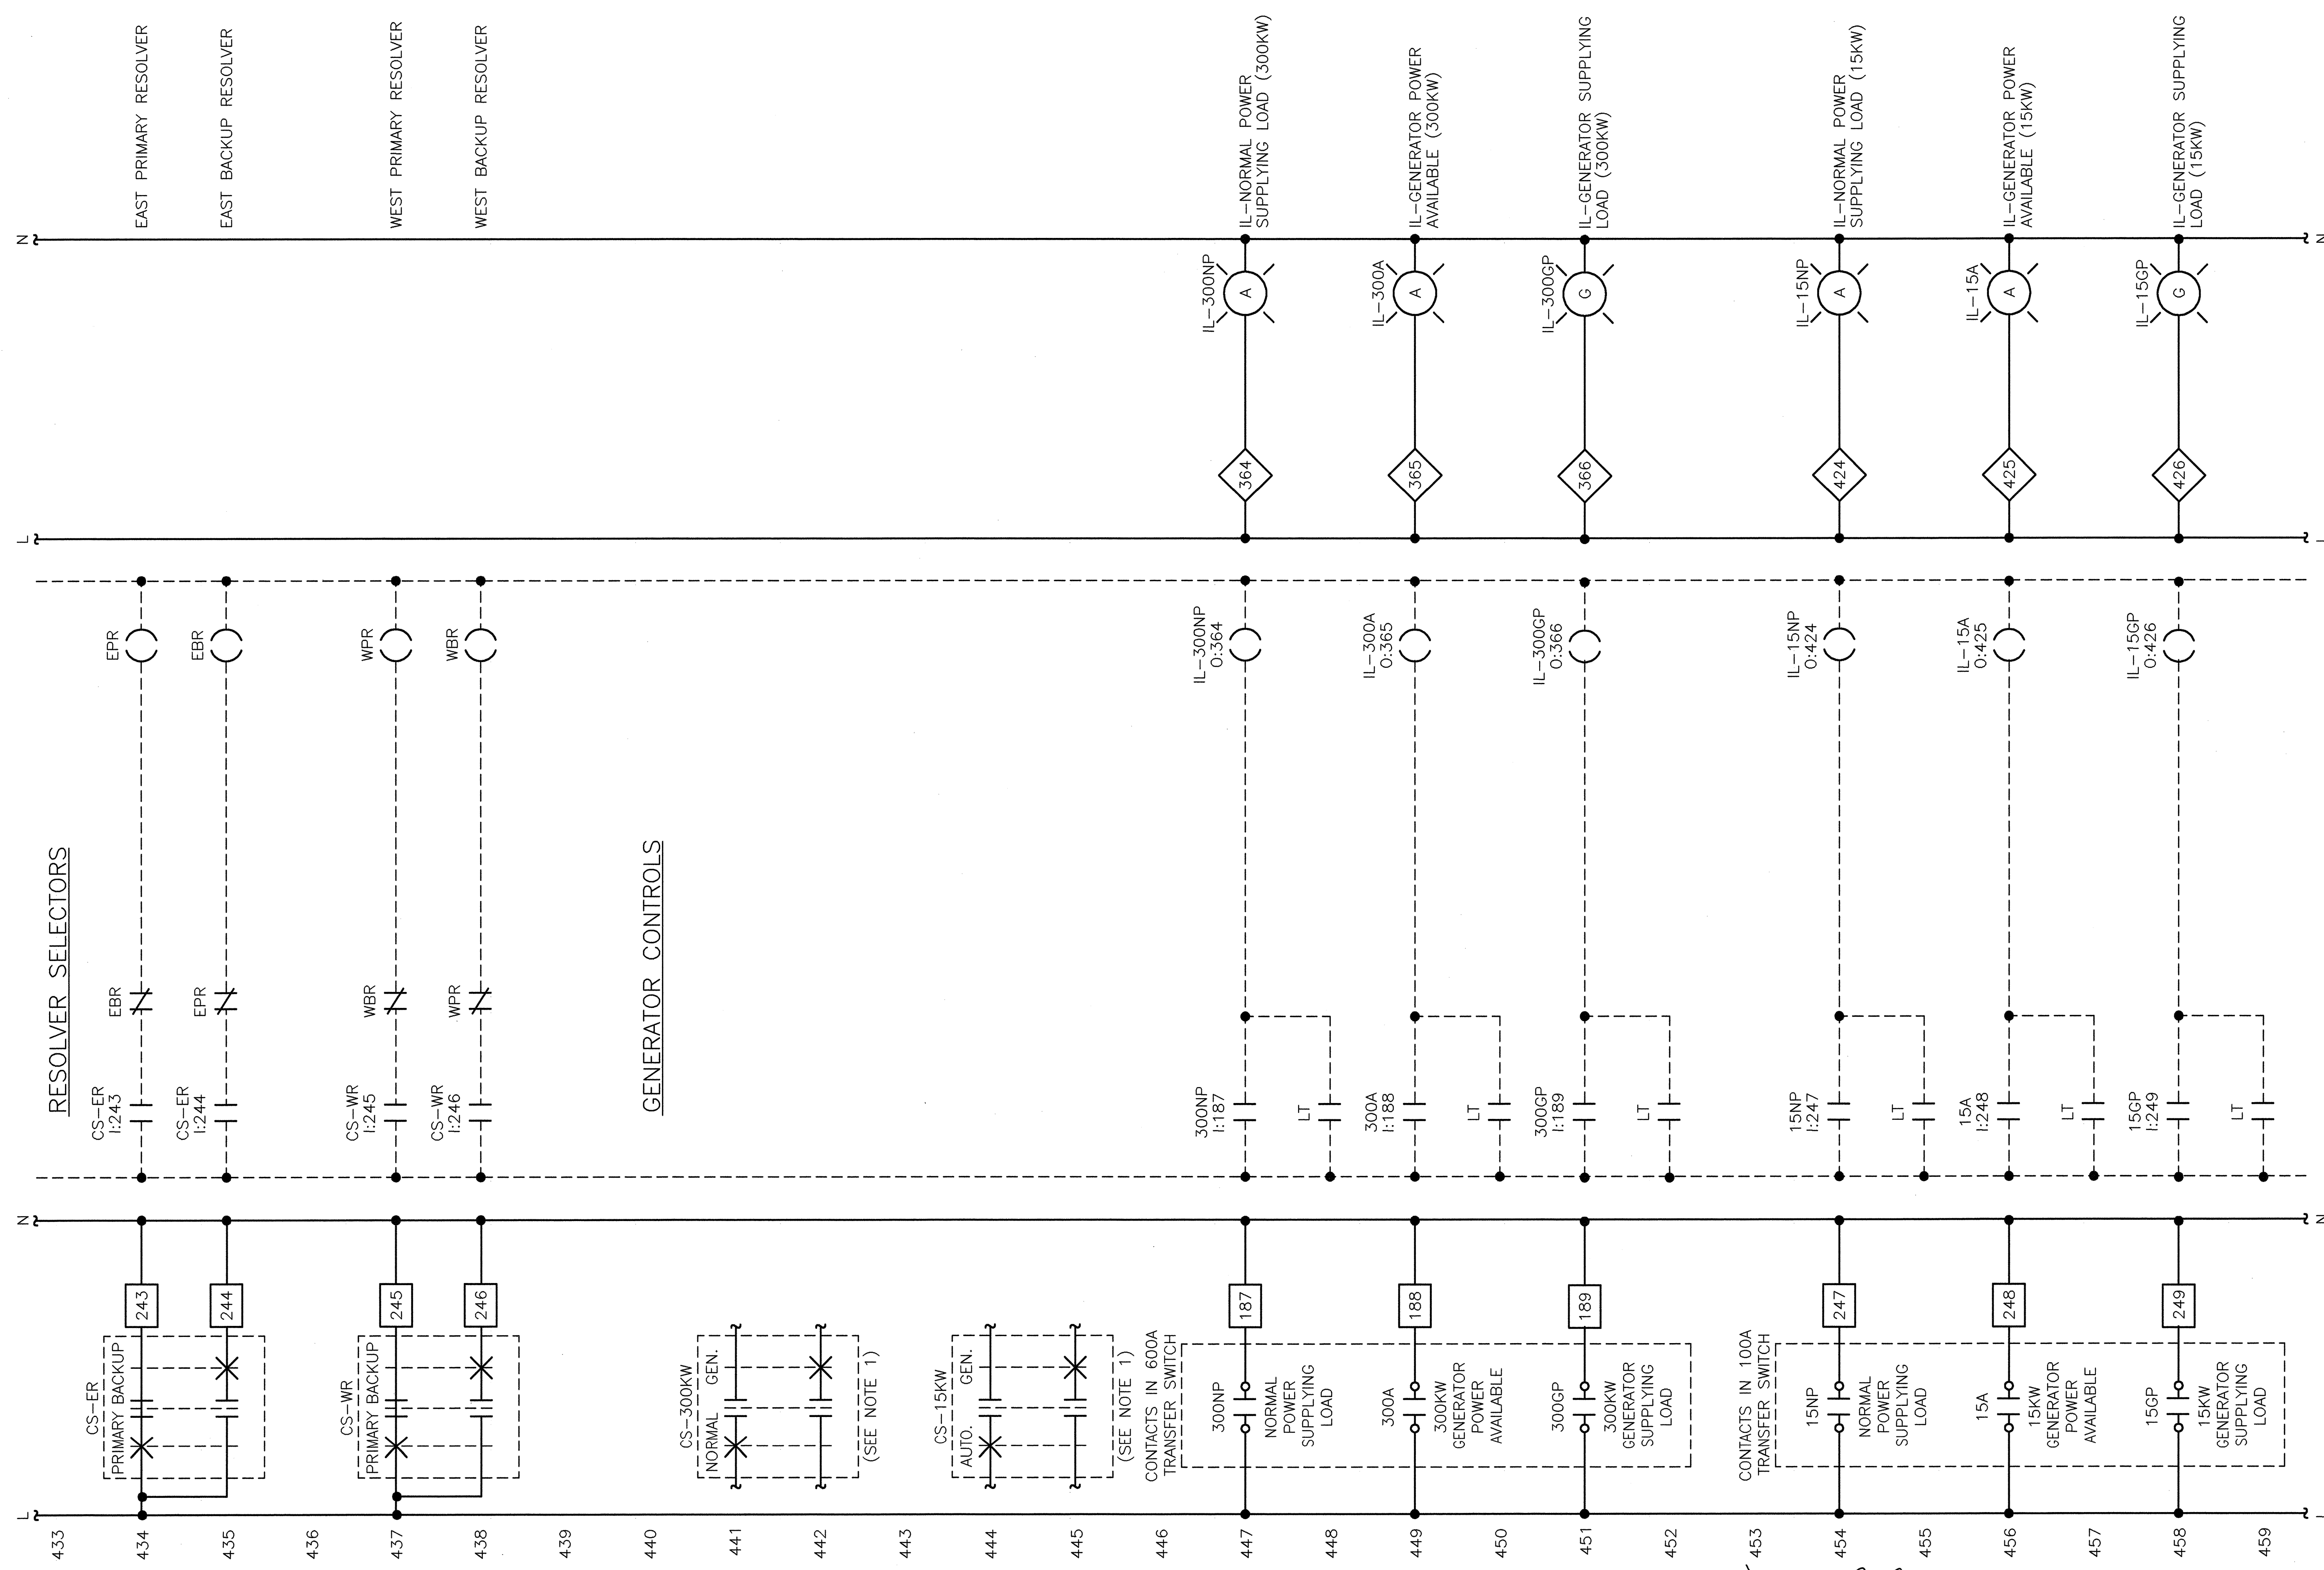 L
N
L
N
433
RESOLVER SELECTORS
CS-ER
PRIMARY BACKUP
434
243
CS-ER
I:243
EBR
EPR
EAST PRIMARY RESOLVER
435
244
CS-ER
I:244
EPR
EBR
EAST BACKUP RESOLVER
436
CS-WR
PRIMARY BACKUP
437
245
CS-WR
I:245
WBR
WPR
WEST PRIMARY RESOLVER
438
246
CS-WR
I:246
WPR
WBR
WEST BACKUP RESOLVER
439
440
GENERATOR CONTROLS
CS-300KW
NORMAL GEN.
441
442
(SEE NOTE 1)
443
CS-15KW
AUTO. GEN.
444
445
(SEE NOTE 1)
446
CONTACTS IN 600A
TRANSFER SWITCH
447
300NP
NORMAL
POWER
SUPPLYING
LOAD
187
300NP
I:187
IL-300NP
O:364
364
IL-300NP
A
IL-NORMAL POWER
SUPPLYING LOAD (300KW)
448
LT
449
300A
300KW
GENERATOR
POWER
AVAILABLE
188
300A
I:188
IL-300A
O:365
365
IL-300A
A
IL-GENERATOR POWER
AVAILABLE (300KW)
450
LT
451
300GP
300KW
GENERATOR
SUPPLYING
LOAD
189
300GP
I:189
IL-300GP
O:366
366
IL-300GP
G
IL-GENERATOR SUPPLYING
LOAD (300KW)
452
LT
453
CONTACTS IN 100A
TRANSFER SWITCH
454
15NP
NORMAL
POWER
SUPPLYING
LOAD
247
15NP
I:247
IL-15NP
O:424
424
IL-15NP
A
IL-NORMAL POWER
SUPPLYING LOAD (15KW)
455
LT
456
15A
15KW
GENERATOR
POWER
AVAILABLE
248
15A
I:248
IL-15A
O:425
425
IL-15A
A
IL-GENERATOR POWER
AVAILABLE (15KW)
457
LT
458
15GP
15KW
GENERATOR
SUPPLYING
LOAD
249
15GP
I:249
IL-15GP
O:426
426
IL-15GP
G
IL-GENERATOR SUPPLYING
LOAD (15KW)
459
LT
N
N